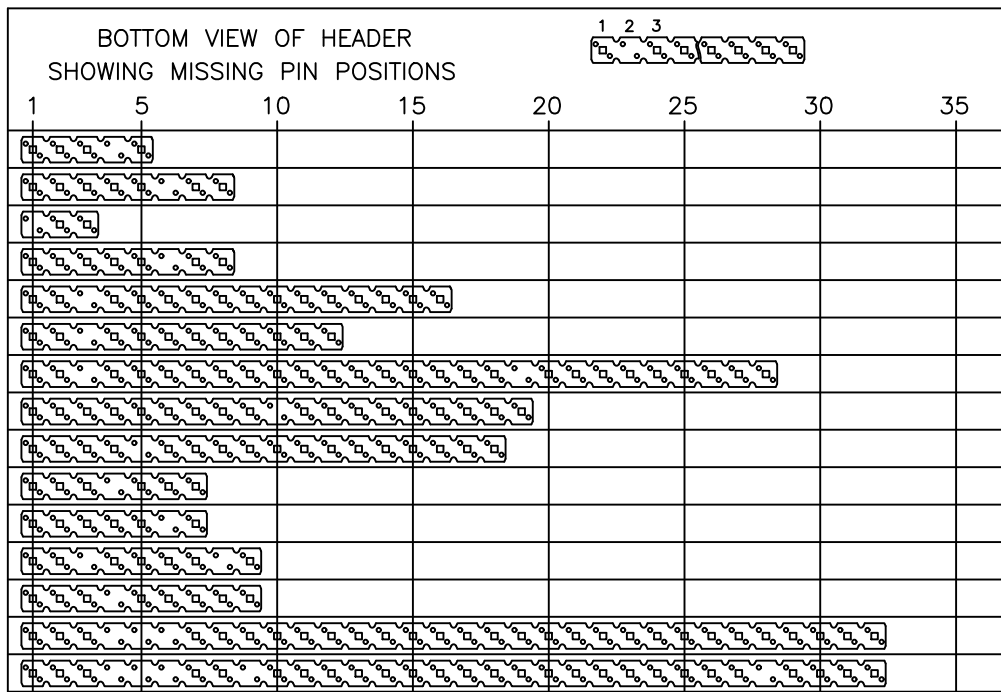 BOTTOM VIEW OF HEADER
SHOWING MISSING PIN POSITIONS
1 2 3
1 5 10 15 20 25 30 35